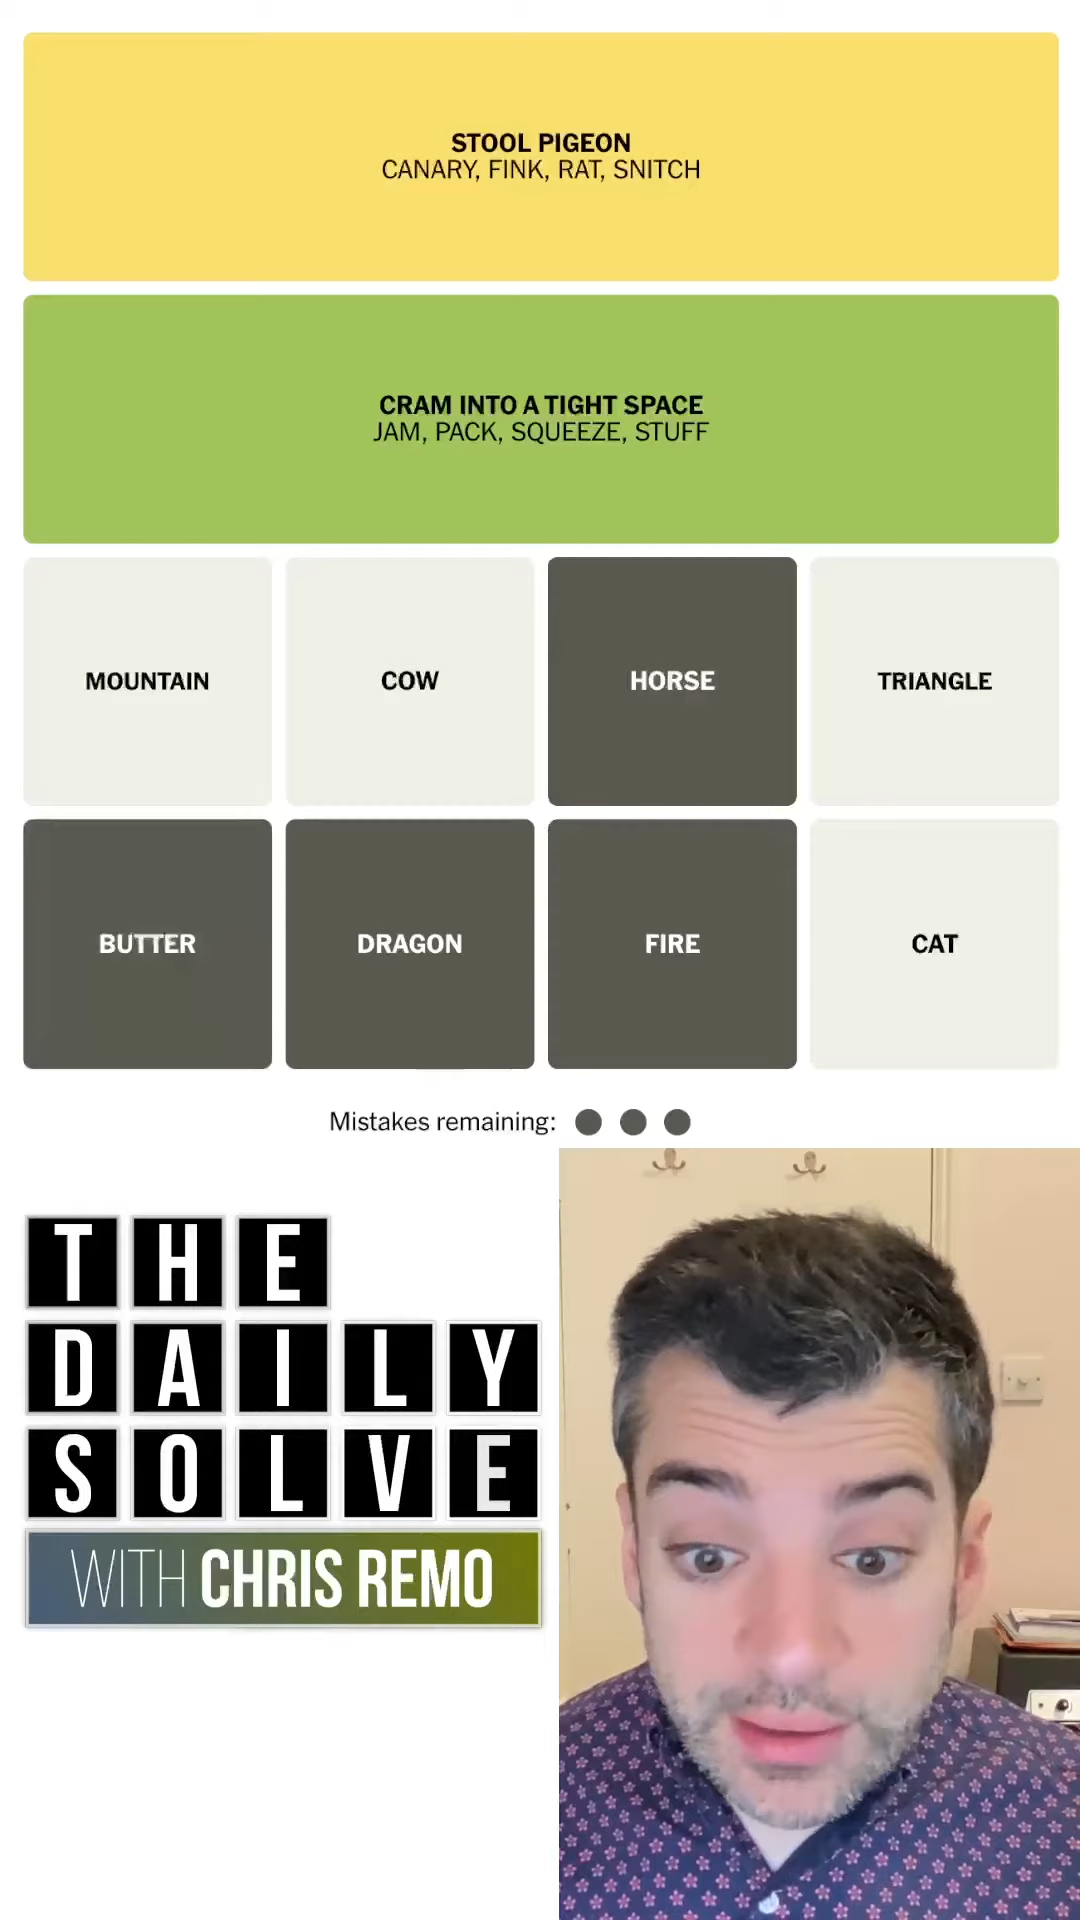 STOOL PIGEON
CANARY, FINK, RAT, SNITCH
CRAM INTO A TIGHT SPACE
JAM, PACK, SQUEEZE, STUFF
MOUNTAIN COW HORSE TRIANGLE
BUTTER DRAGON FIRE CAT
Mistakes remaining:
THE
DAILY
SOLVE
WITH CHRIS REMO